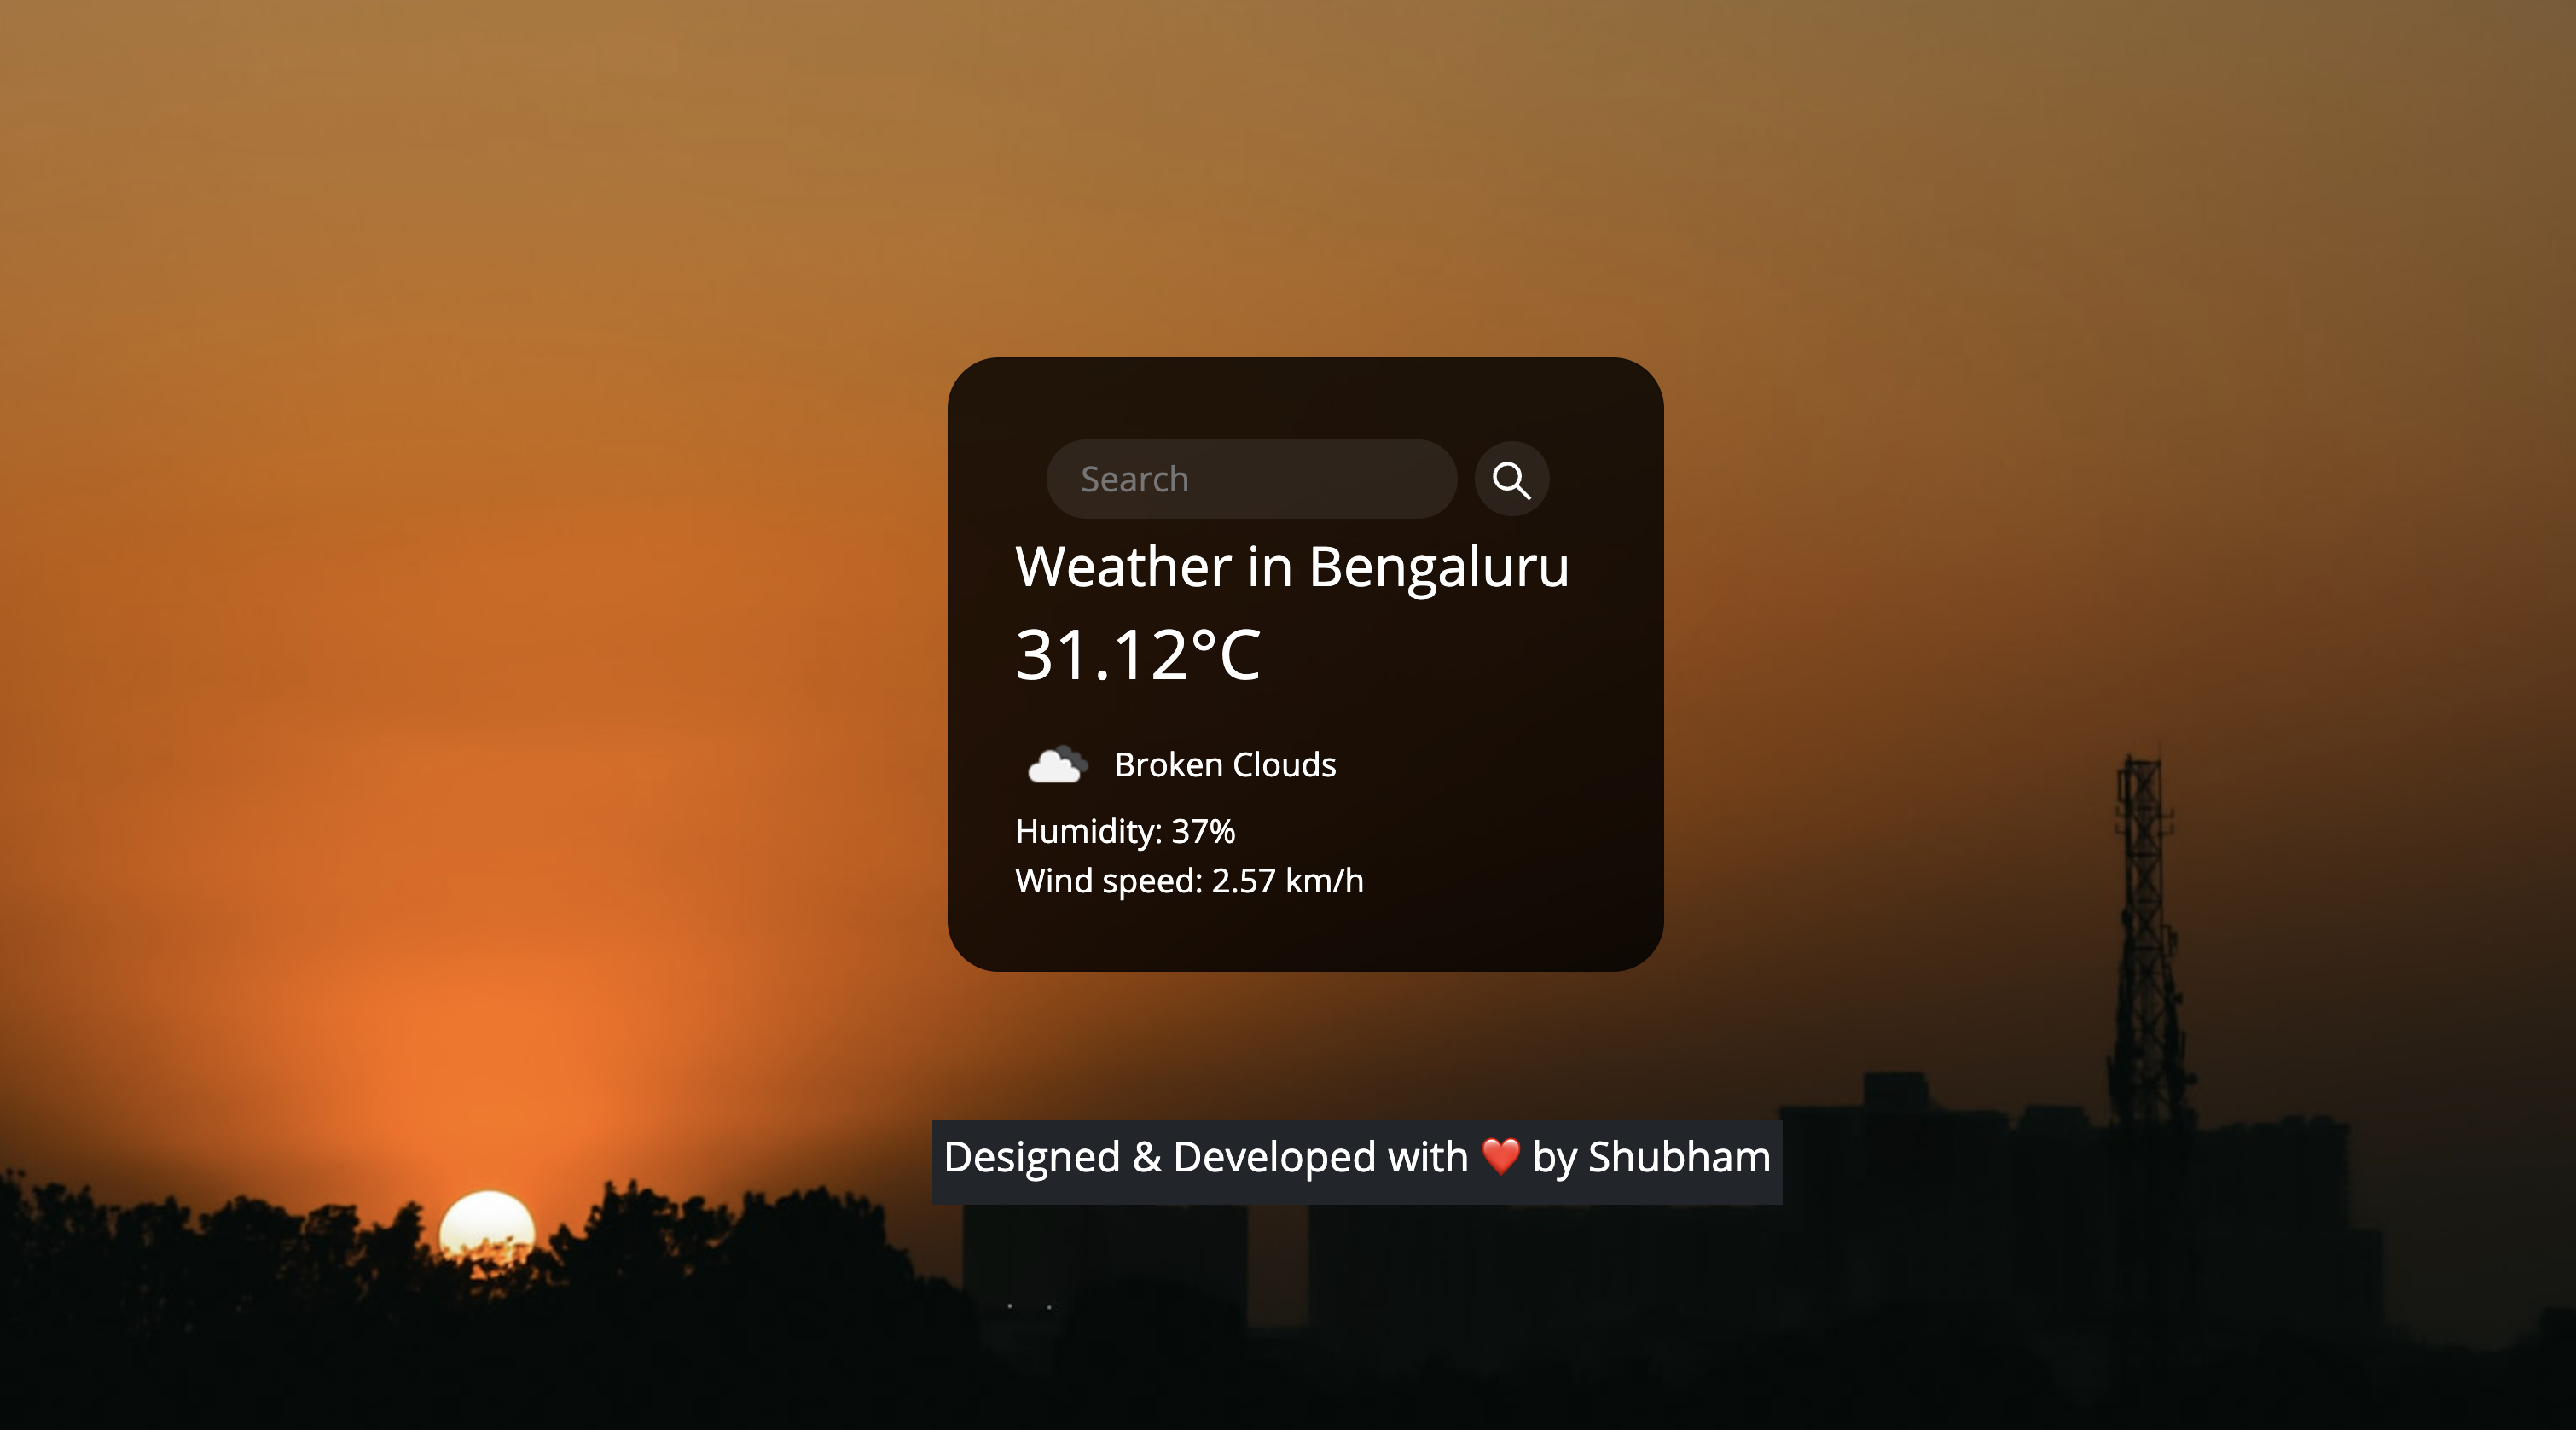 Search
Weather in Bengaluru
31.12°C
Broken Clouds
Humidity: 37%
Wind speed: 2.57 km/h
Designed & Developed with ❤️ by Shubham